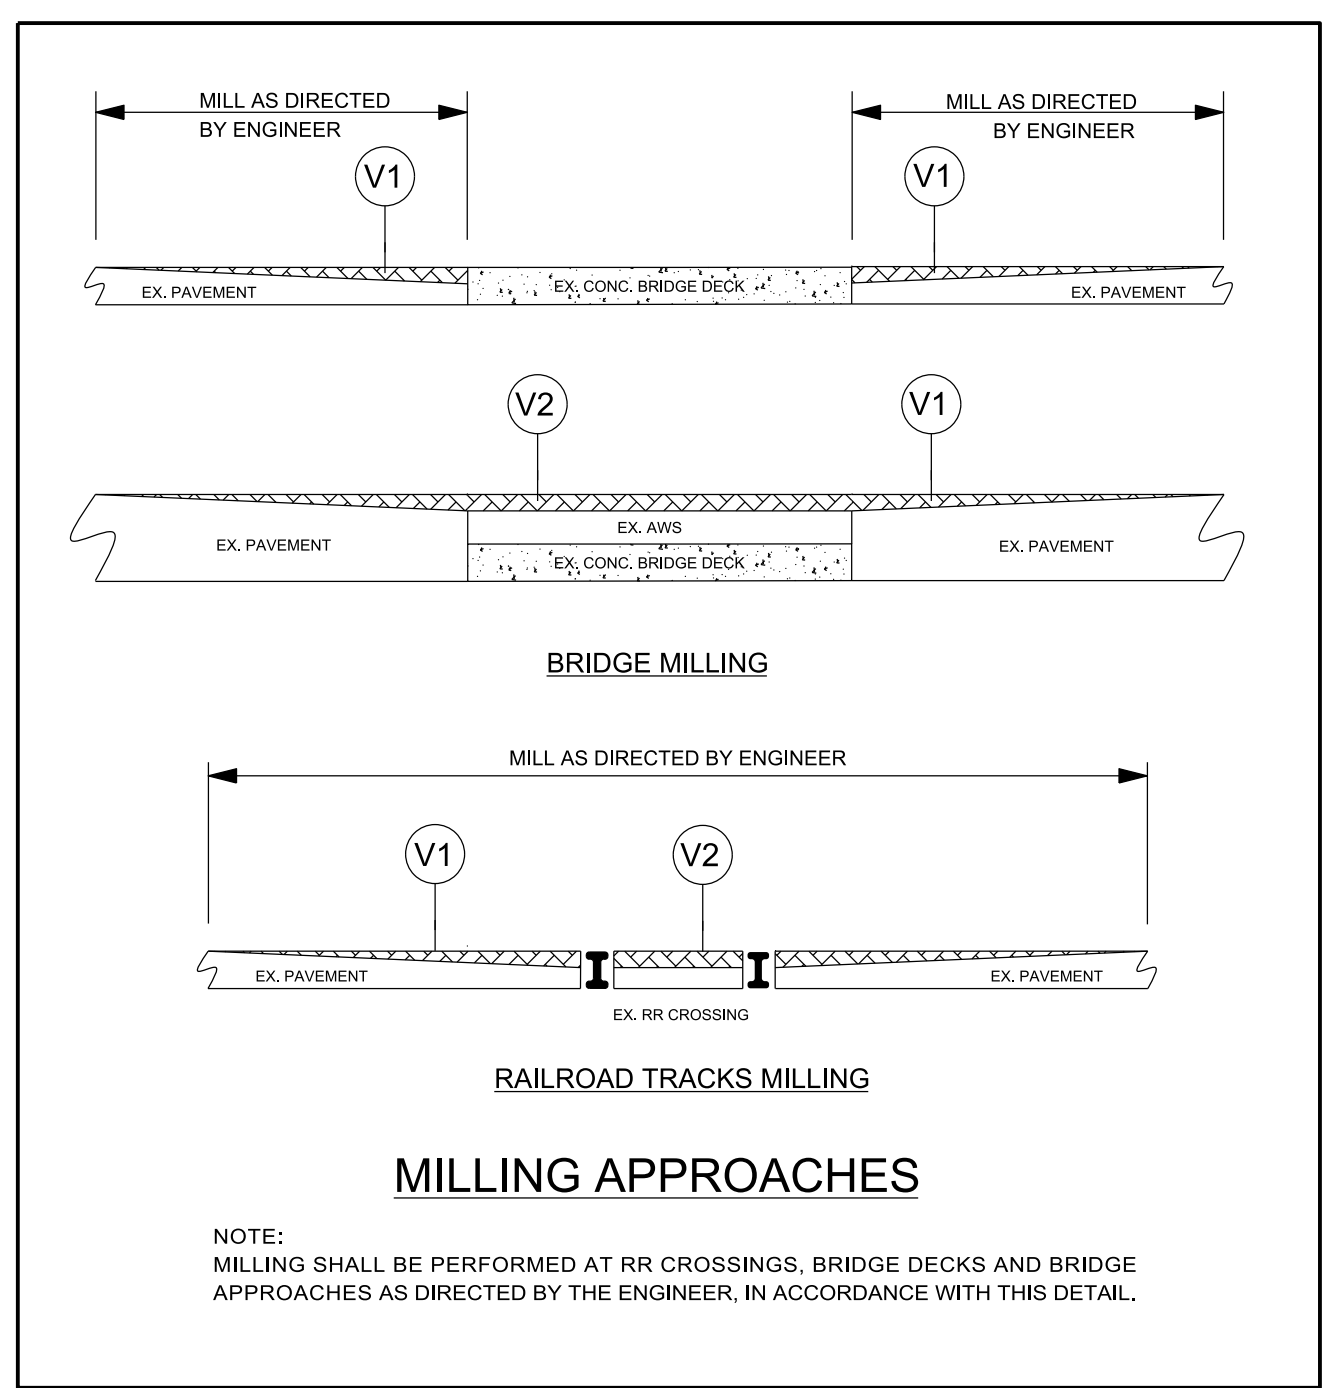 MILL AS DIRECTED
BY ENGINEER
MILL AS DIRECTED
BY ENGINEER
V1
V1
EX. PAVEMENT
EX. CONC. BRIDGE DECK
EX. PAVEMENT
V2
V1
EX. PAVEMENT
EX. AWS
EX. CONC. BRIDGE DECK
EX. PAVEMENT
BRIDGE MILLING
MILL AS DIRECTED BY ENGINEER
V1
V2
EX. PAVEMENT
EX. PAVEMENT
EX. RR CROSSING
RAILROAD TRACKS MILLING
MILLING APPROACHES
NOTE:
MILLING SHALL BE PERFORMED AT RR CROSSINGS, BRIDGE DECKS AND BRIDGE
APPROACHES AS DIRECTED BY THE ENGINEER, IN ACCORDANCE WITH THIS DETAIL.